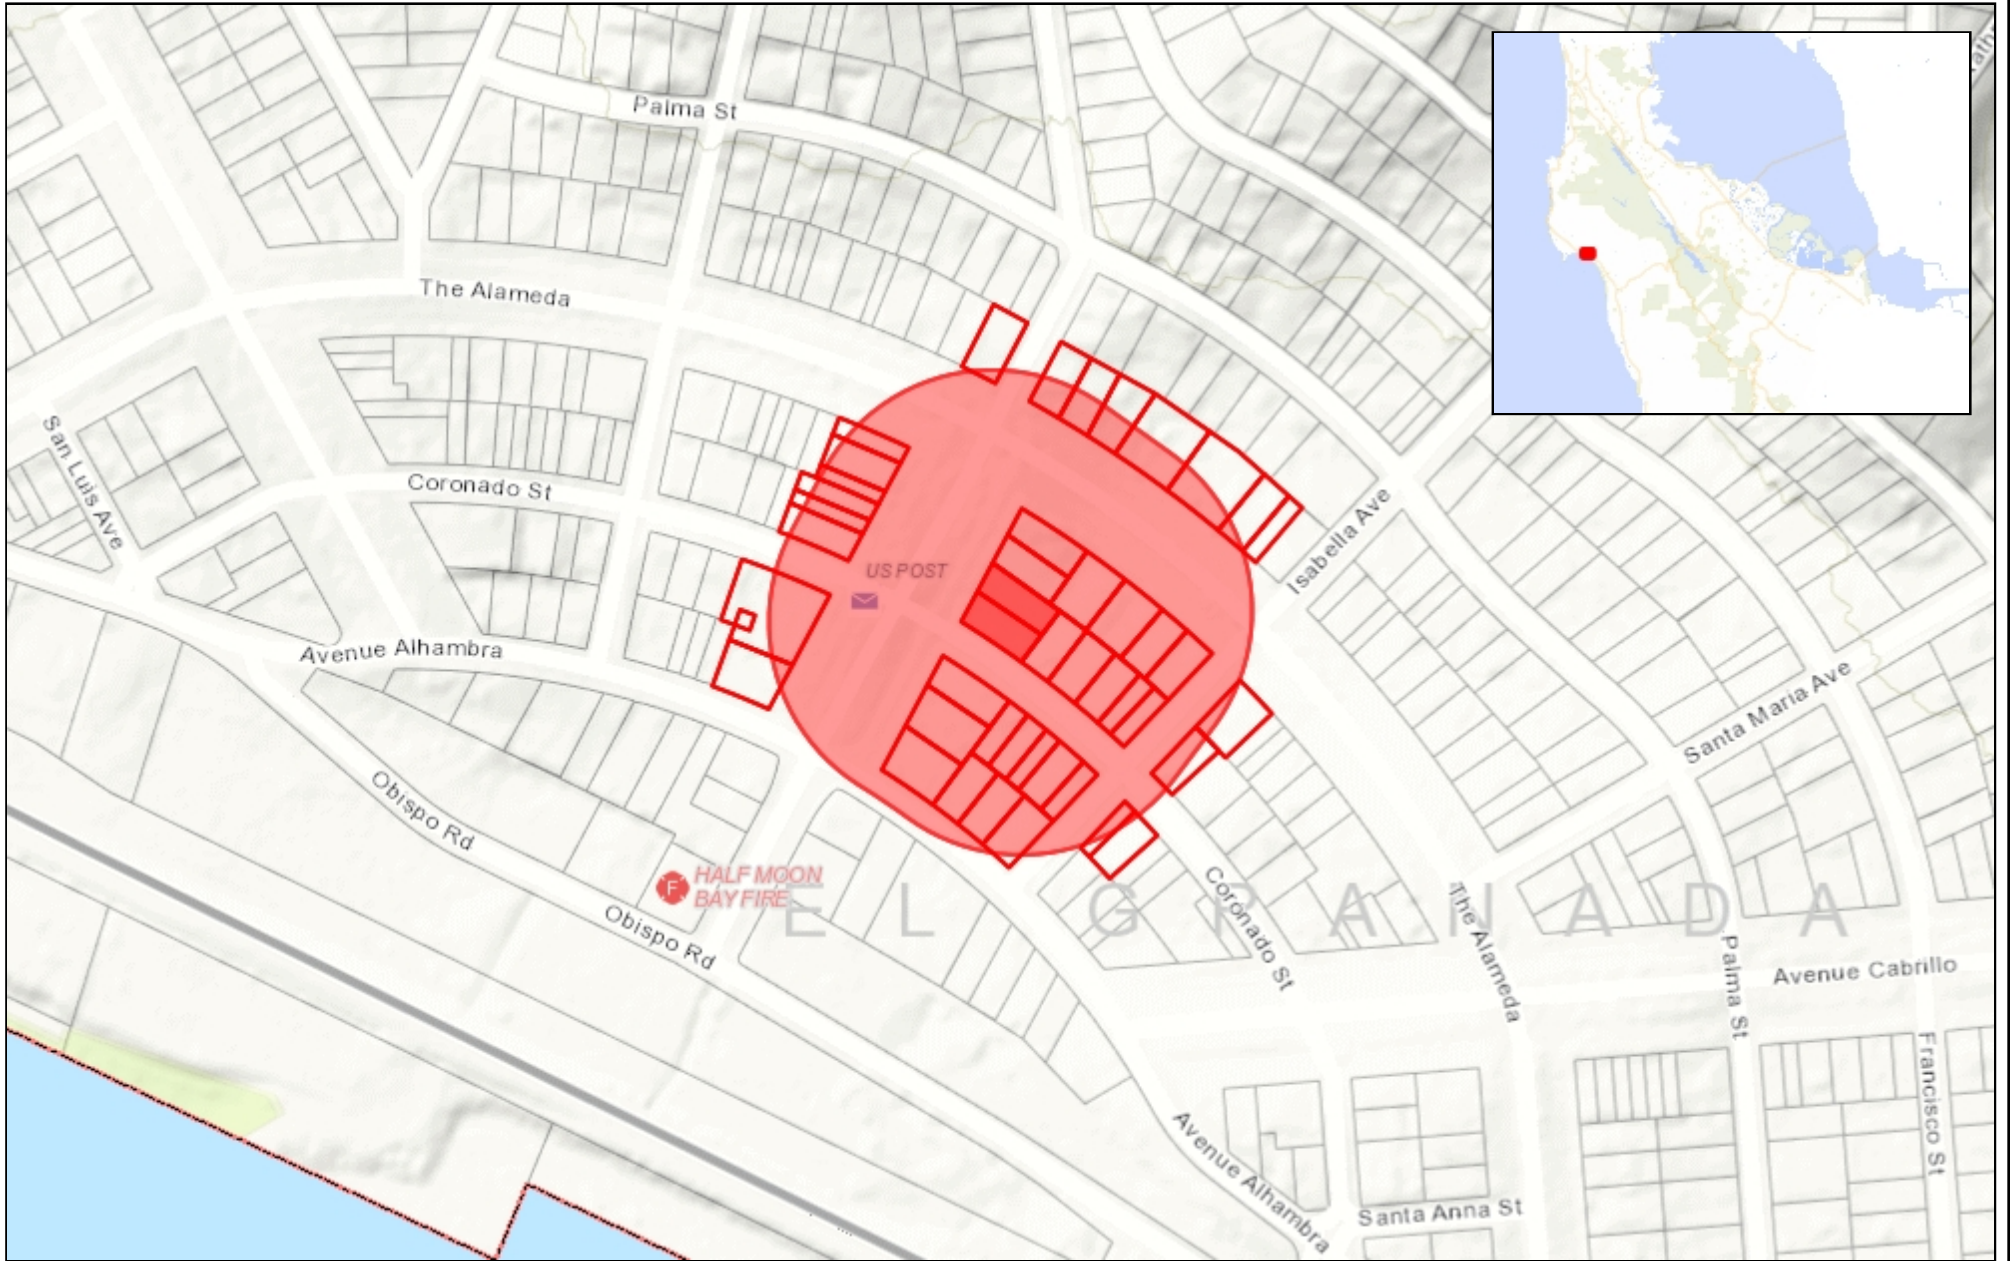 Palma St
The Alameda
San Luis Ave
Coronado St
US POST
Isabella Ave
Avenue Alhambra
Santa Maria Ave
Obispo Rd
HALF MOON
BAY FIRE
F
Obispo Rd
EL GRANADA
Coronado St
The Alameda
Palma St
Avenue Cabrillo
Francisco St
Avenue Alhambra
Santa Anna St